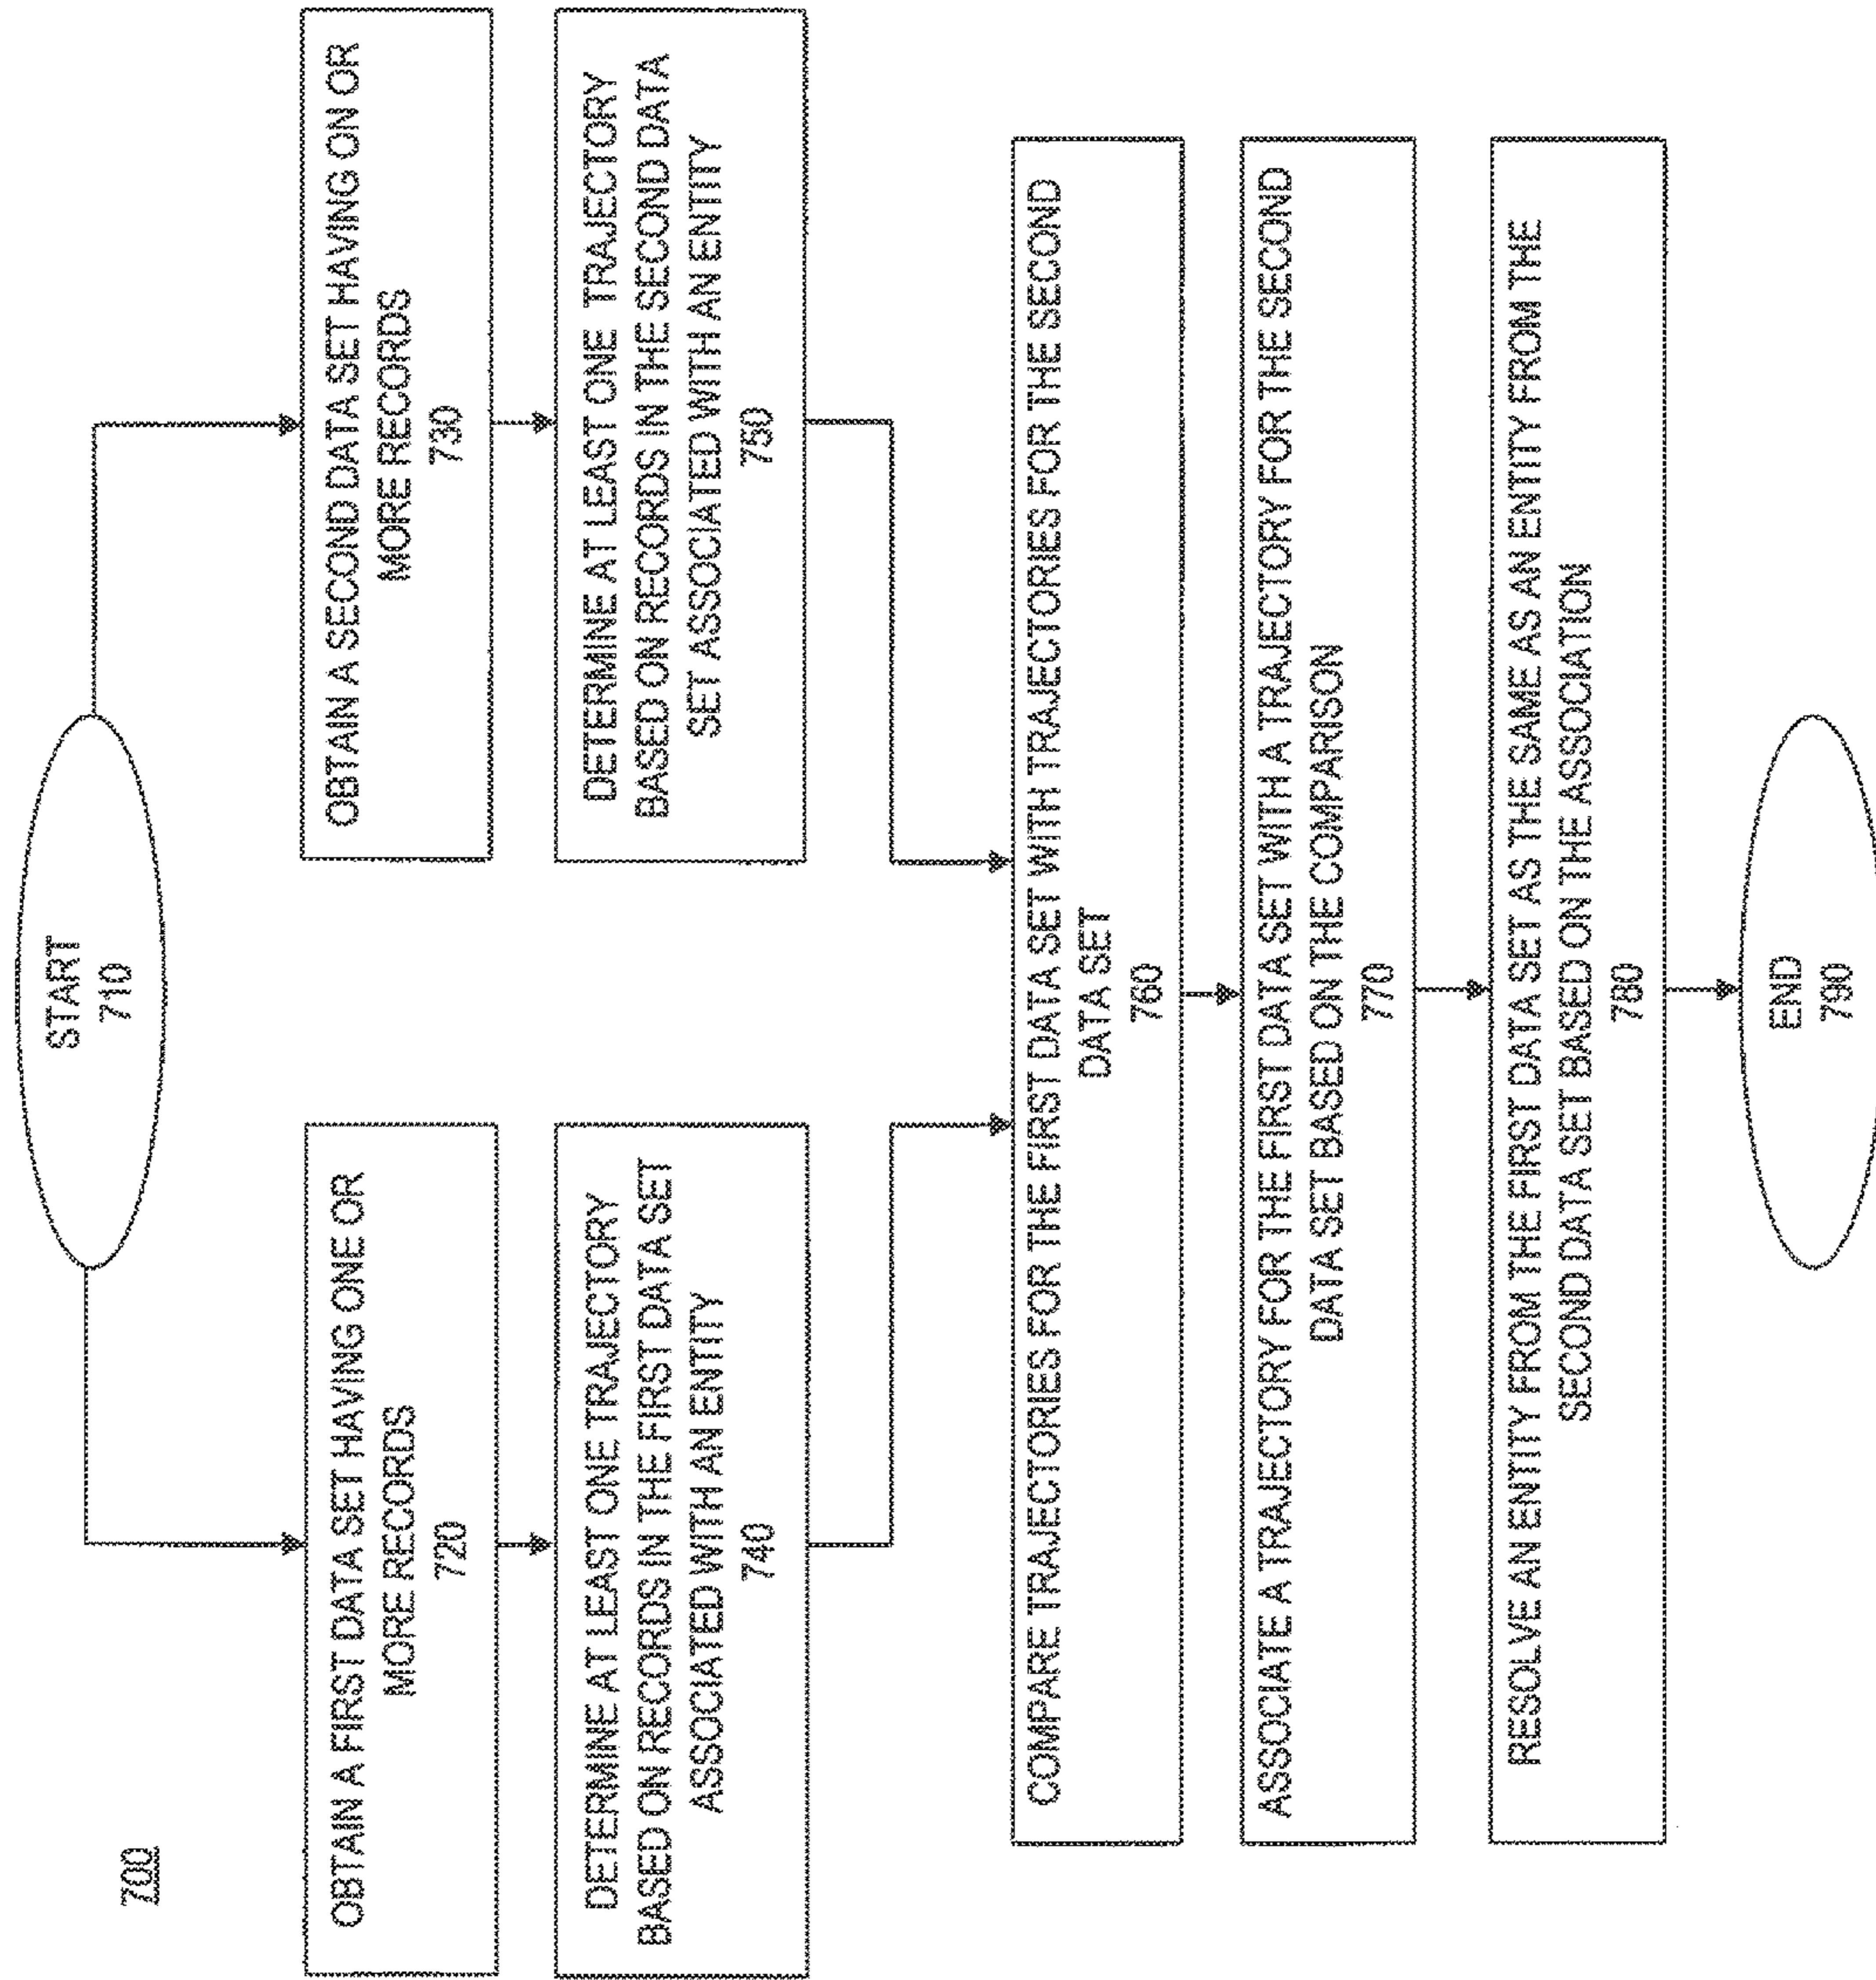 700
START
710
OBTAIN A FIRST DATA SET HAVING ONE OR
MORE RECORDS
720
OBTAIN A SECOND DATA SET HAVING ON OR
MORE RECORDS
730
DETERMINE AT LEAST ONE TRAJECTORY
BASED ON RECORDS IN THE FIRST DATA SET
ASSOCIATED WITH AN ENTITY
740
DETERMINE AT LEAST ONE TRAJECTORY
BASED ON RECORDS IN THE SECOND DATA
SET ASSOCIATED WITH AN ENTITY
750
COMPARE TRAJECTORIES FOR THE FIRST DATA SET WITH TRAJECTORIES FOR THE SECOND
DATA SET
760
ASSOCIATE A TRAJECTORY FOR THE FIRST DATA SET WITH A TRAJECTORY FOR THE SECOND
DATA SET BASED ON THE COMPARISON
770
RESOLVE AN ENTITY FROM THE FIRST DATA SET AS THE SAME AS AN ENTITY FROM THE
SECOND DATA SET BASED ON THE ASSOCIATION
780
END
790